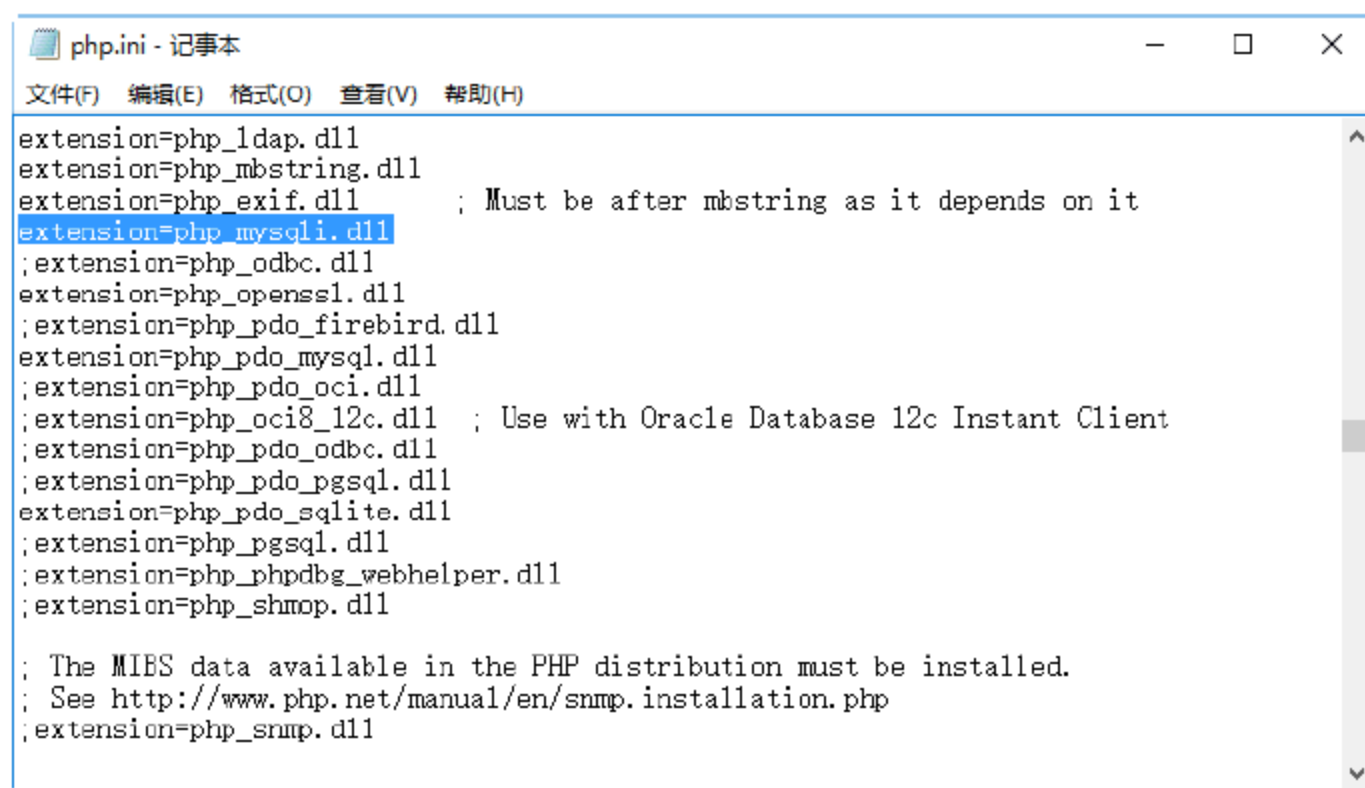 php.ini - 记事本
文件(F) 编辑(E) 格式(O) 查看(V) 帮助(H)
extension=php_ldap.dll
extension=php_mbstring.dll
extension=php_exif.dll      ; Must be after mbstring as it depends on it
extension=php_mysqli.dll
;extension=php_odbc.dll
extension=php_openssl.dll
;extension=php_pdo_firebird.dll
extension=php_pdo_mysql.dll
;extension=php_pdo_oci.dll
;extension=php_oci8_12c.dll  ; Use with Oracle Database 12c Instant Client
;extension=php_pdo_odbc.dll
;extension=php_pdo_pgsql.dll
extension=php_pdo_sqlite.dll
;extension=php_pgsql.dll
;extension=php_phpdbg_webhelper.dll
;extension=php_shmop.dll
; The MIBS data available in the PHP distribution must be installed.
; See http://www.php.net/manual/en/snmp.installation.php
;extension=php_snmp.dll